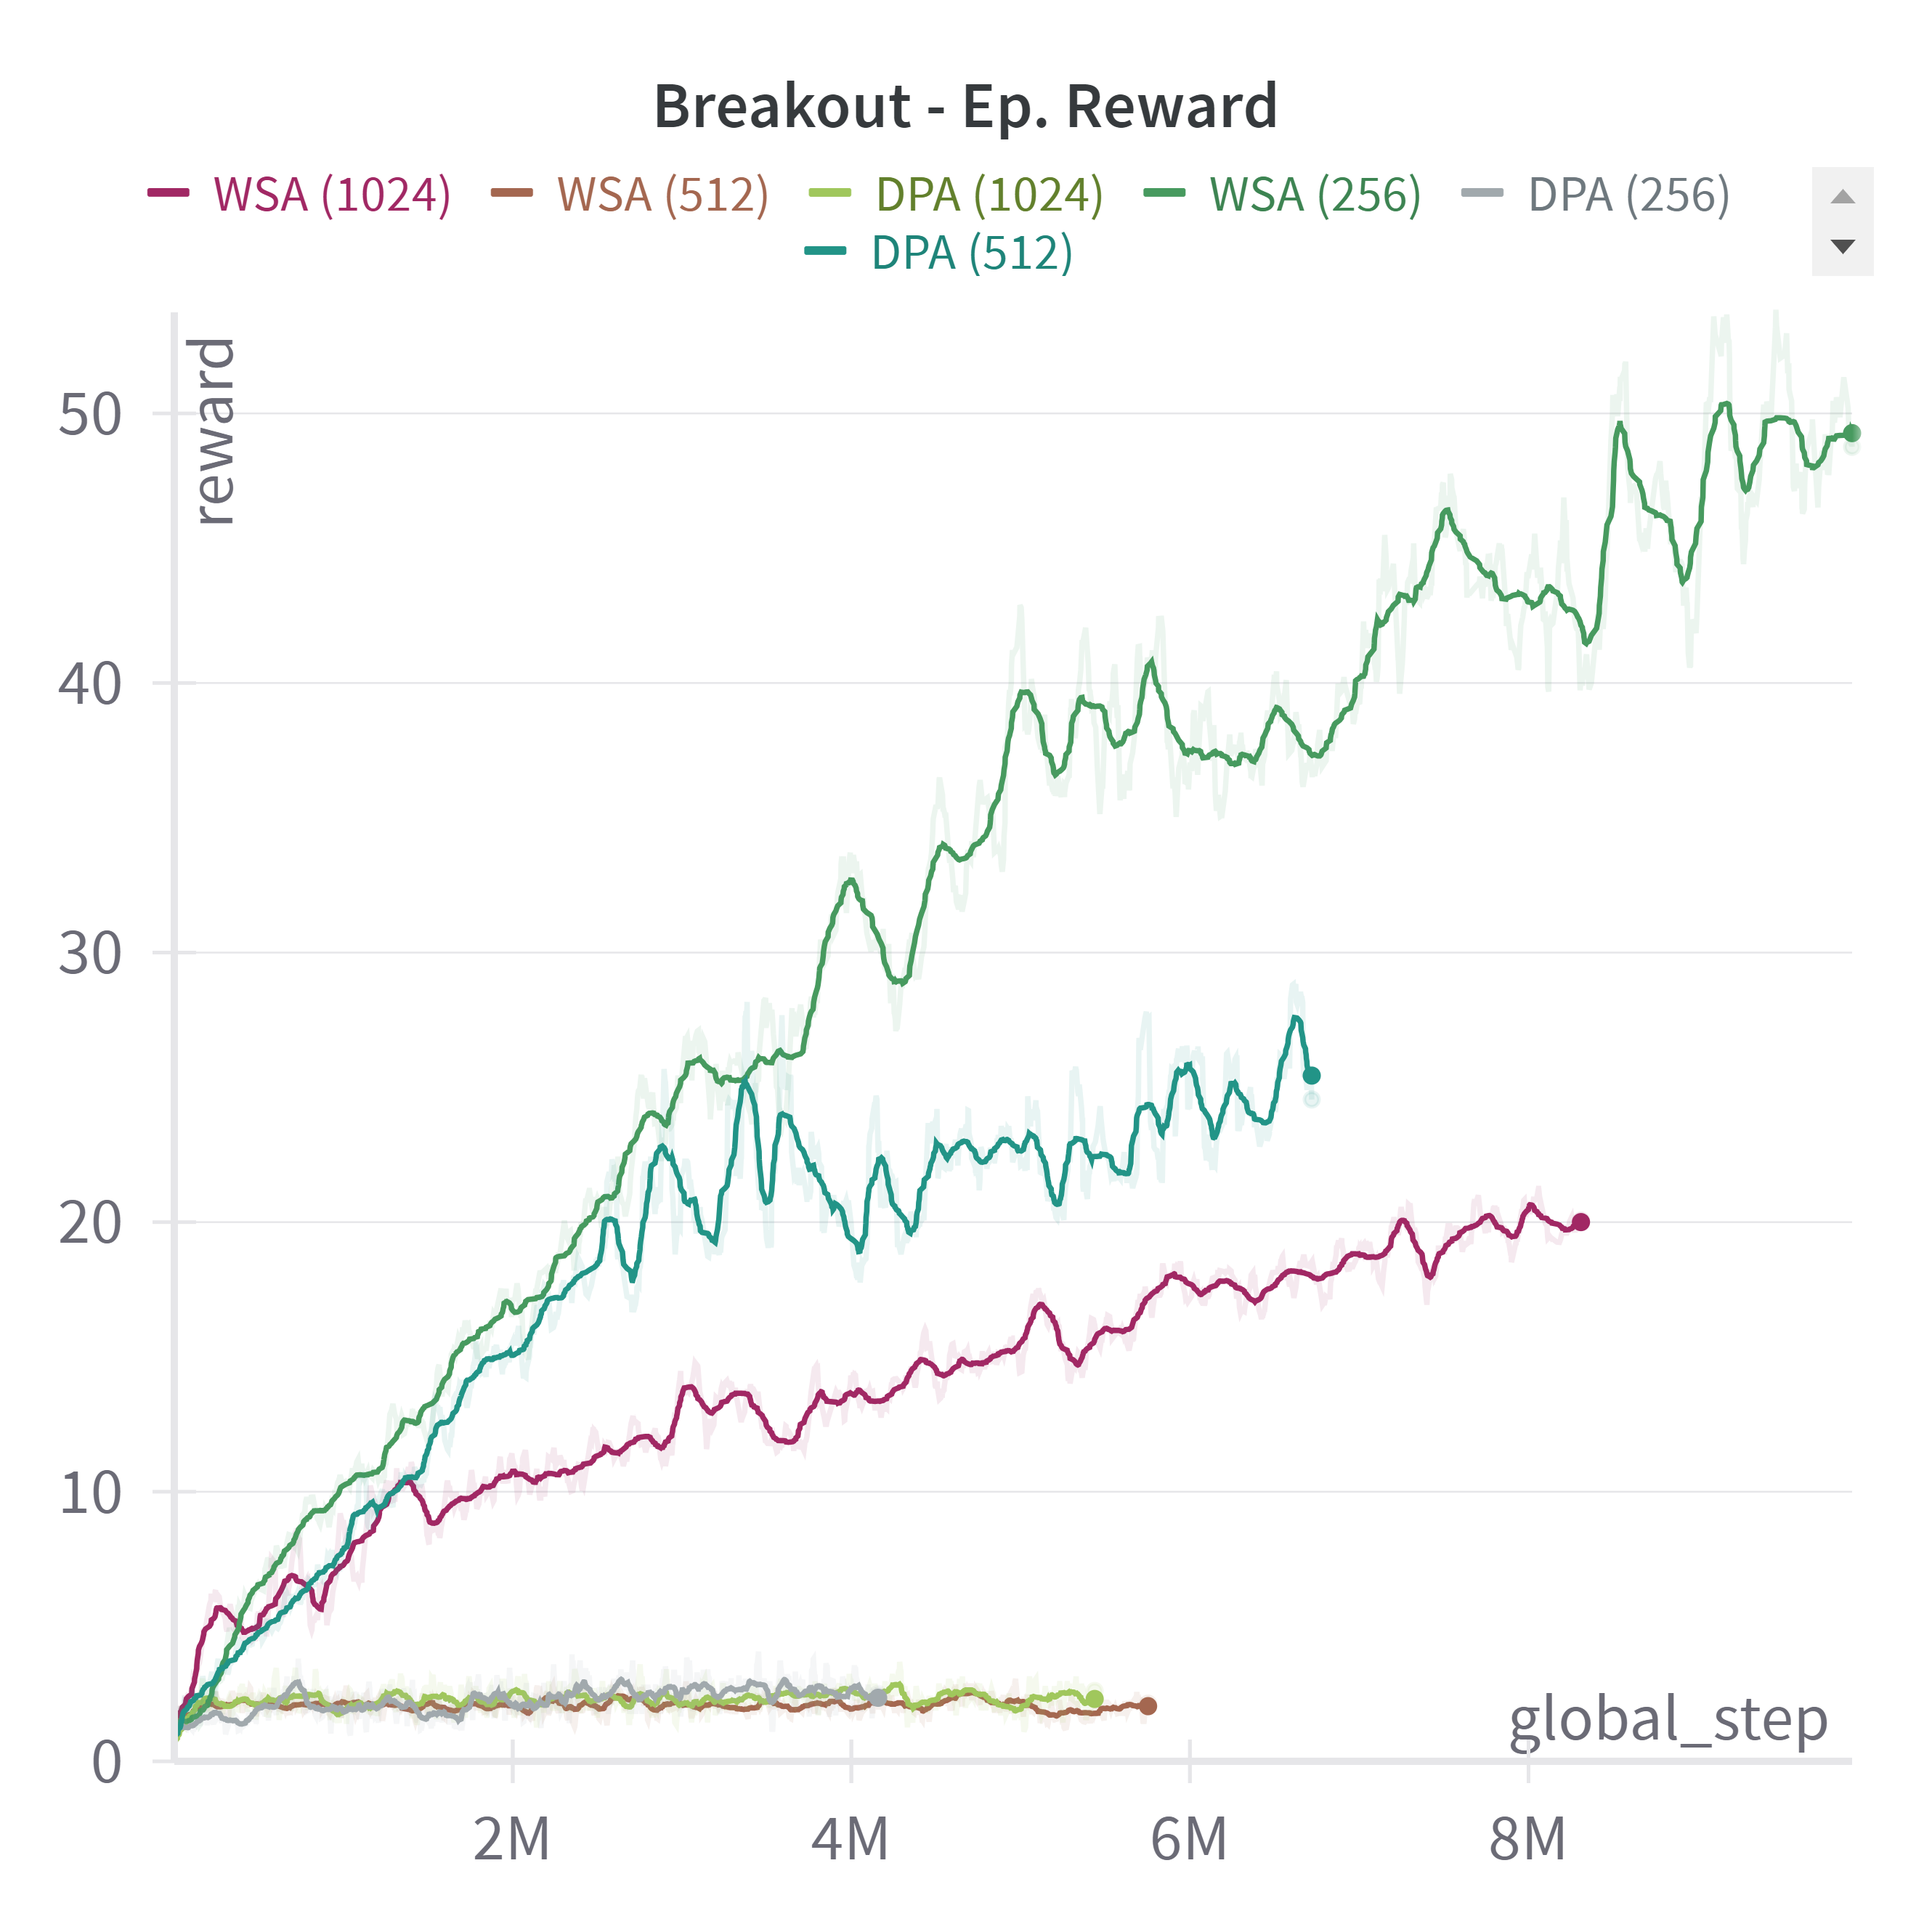 Breakout - Ep. Reward
WSA (1024) WSA (512) DPA (1024) WSA (256) DPA (256)
DPA (512)
reward
50
40
30
20
10
0
global_step
2M 4M 6M 8M